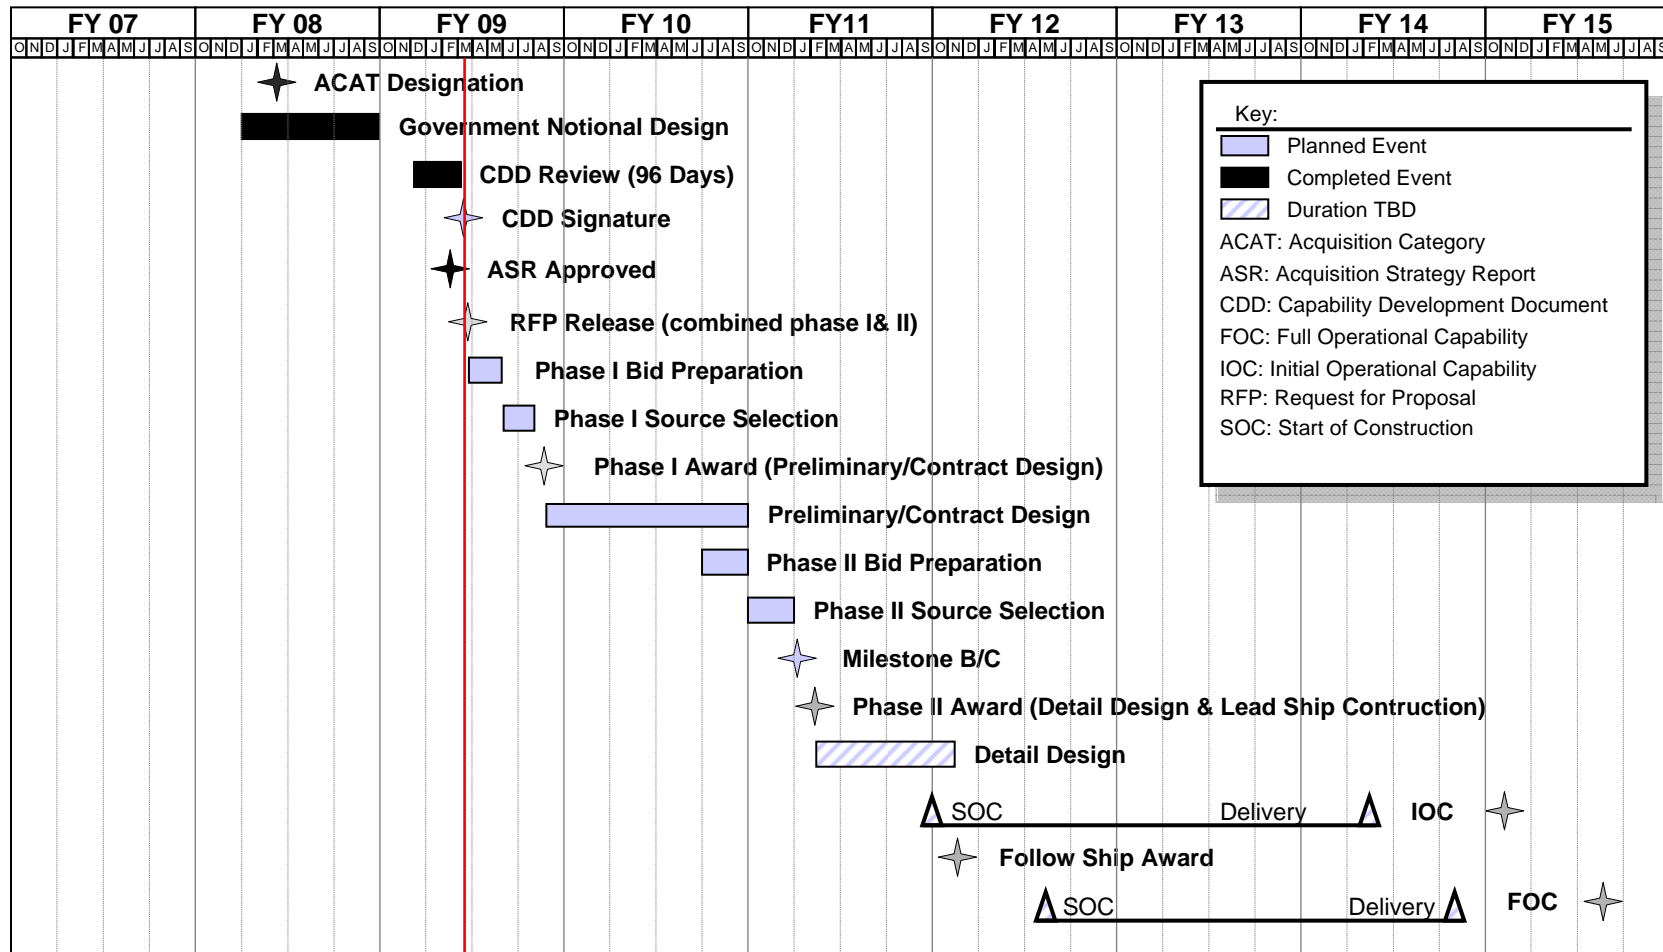 FY 07 FY 08 FY 09 FY 10 FY11 FY 12 FY 13 FY 14 FY 15
O N D J F M A M J J A S O N D J F M A M J J A S O N D J F M A M J J A S O N D J F M A M J J A S O N D J F M A M J J A S O N D J F M A M J J A S O N D J F M A M J J A S O N D J F M A M J J A S O N D J F M A M J J A S
ACAT Designation
Government Notional Design
CDD Review (96 Days)
CDD Signature
ASR Approved
RFP Release (combined phase I& II)
Phase I Bid Preparation
Phase I Source Selection
Phase I Award (Preliminary/Contract Design)
Preliminary/Contract Design
Phase II Bid Preparation
Phase II Source Selection
Milestone B/C
Phase II Award (Detail Design & Lead Ship Contruction)
Detail Design
SOC Delivery IOC
Follow Ship Award
SOC Delivery FOC
Key:
Planned Event
Completed Event
Duration TBD
ACAT: Acquisition Category
ASR: Acquisition Strategy Report
CDD: Capability Development Document
FOC: Full Operational Capability
IOC: Initial Operational Capability
RFP: Request for Proposal
SOC: Start of Construction